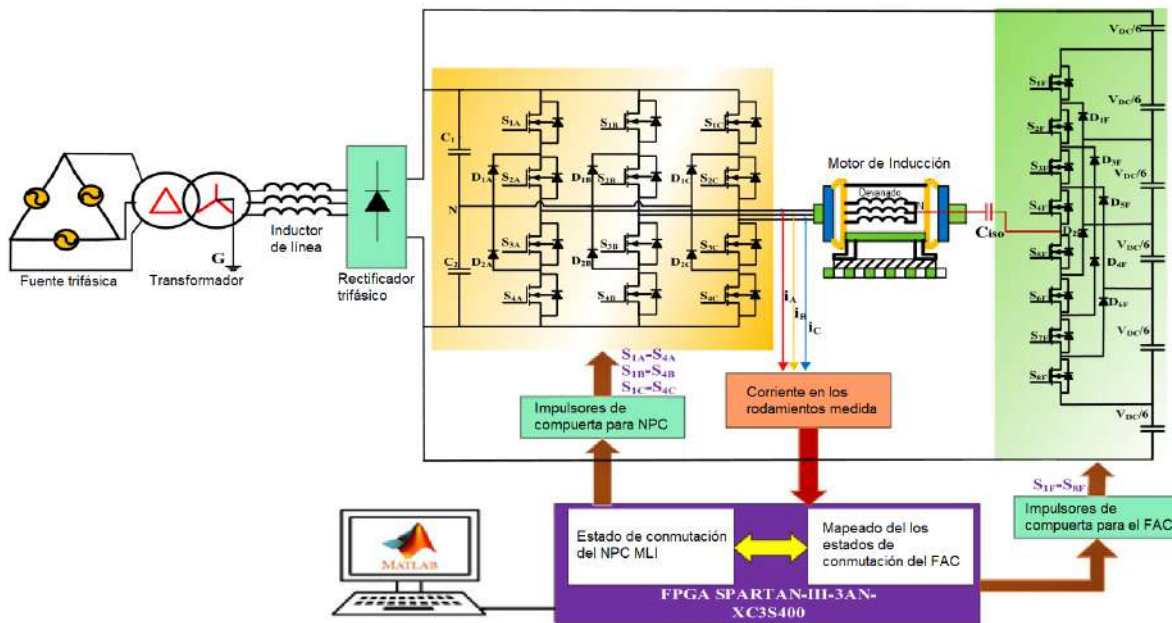 Fuente trifásica
Transformador
G
Inductor
de línea
Rectificador
trifásico
C₁
C₂
N
S₁A
S₂A
S₃A
S₄A
D₁A
D₂A
S₁B
S₂B
S₃B
S₄B
D₁B
D₂B
S₁C
S₂C
S₃C
S₄C
D₁C
D₂C
Motor de Inducción
Devanado
N
Ciso
iA
iB
iC
VDC/6
VDC/6
VDC/6
VDC/6
VDC/6
VDC/6
S₁F
S₂F
S₃F
S₄F
S₆F
S₇F
S₈F
D₁F
D₃F
D₅F
D₄F
S₁A-S₄A
S₁B-S₄B
S₁C-S₄C
Impulsores de
compuerta para NPC
Corriente en los
rodamientos medida
S₁F-S₈F
Impulsores de
compuerta para el FAC
MATLAB
Estado de conmutación
del NPC MLI
Mapeado del los
estados de
conmutación del FAC
FPGA SPARTAN-III-3AN-
XC3S400